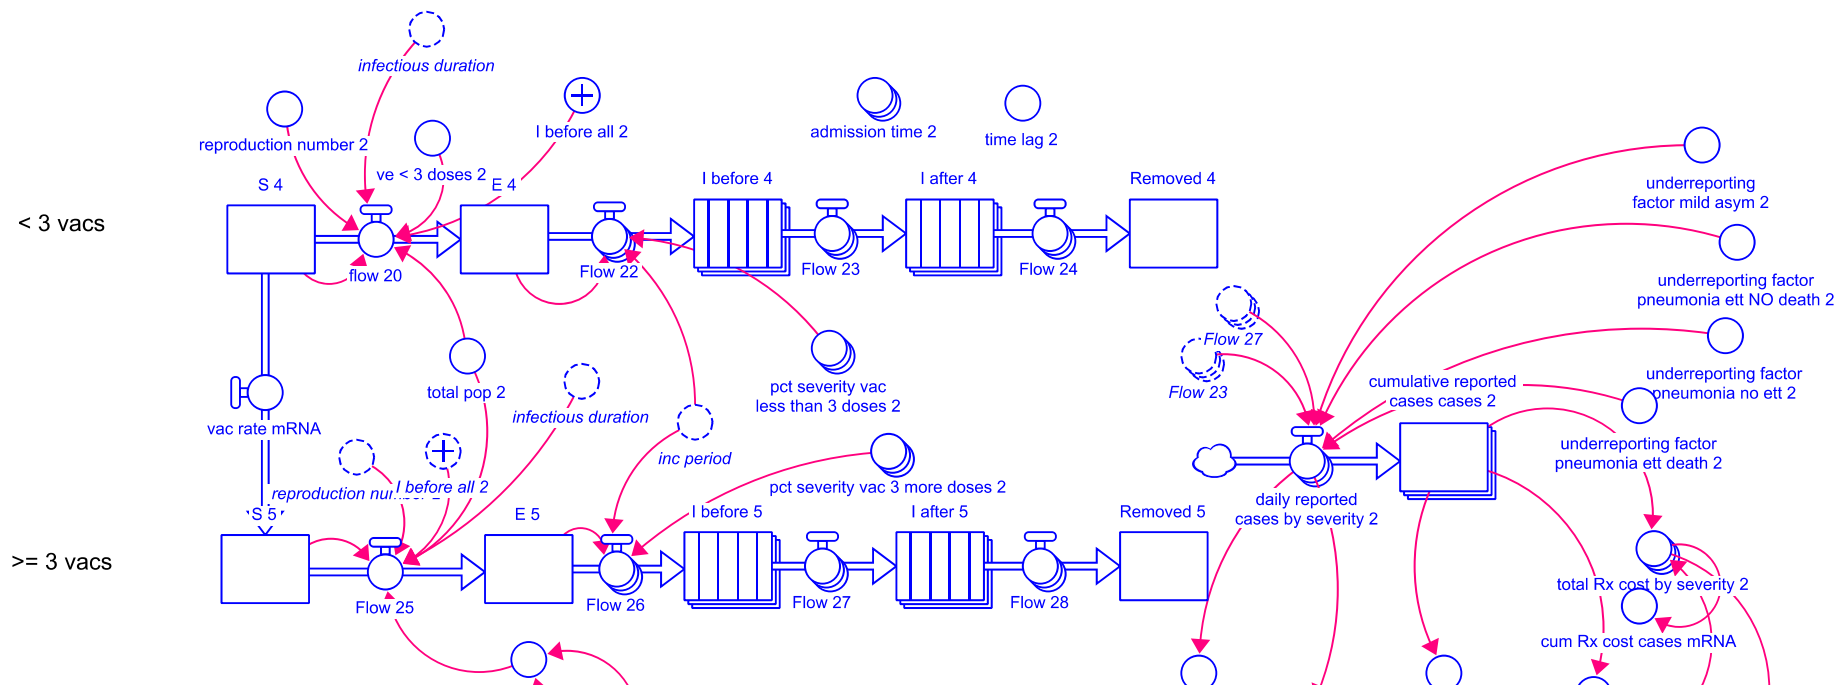 infectious duration
reproduction number 2
I before all 2
admission time 2
time lag 2
ve < 3 doses 2
S 4
E 4
I before 4
I after 4
Removed 4
underreporting
factor mild asym 2
< 3 vacs
flow 20
Flow 22
Flow 23
Flow 24
underreporting factor
pneumonia ett NO death 2
Flow 27
Flow 23
total pop 2
pct severity vac
less than 3 doses 2
cumulative reported
cases cases 2
underreporting factor
pneumonia no ett 2
infectious duration
vac rate mRNA
inc period
underreporting factor
pneumonia ett death 2
reproduction number 2
I before all 2
pct severity vac 3 more doses 2
daily reported
cases by severity 2
S 5
E 5
I before 5
I after 5
Removed 5
>= 3 vacs
Flow 25
Flow 26
Flow 27
Flow 28
total Rx cost by severity 2
cum Rx cost cases mRNA